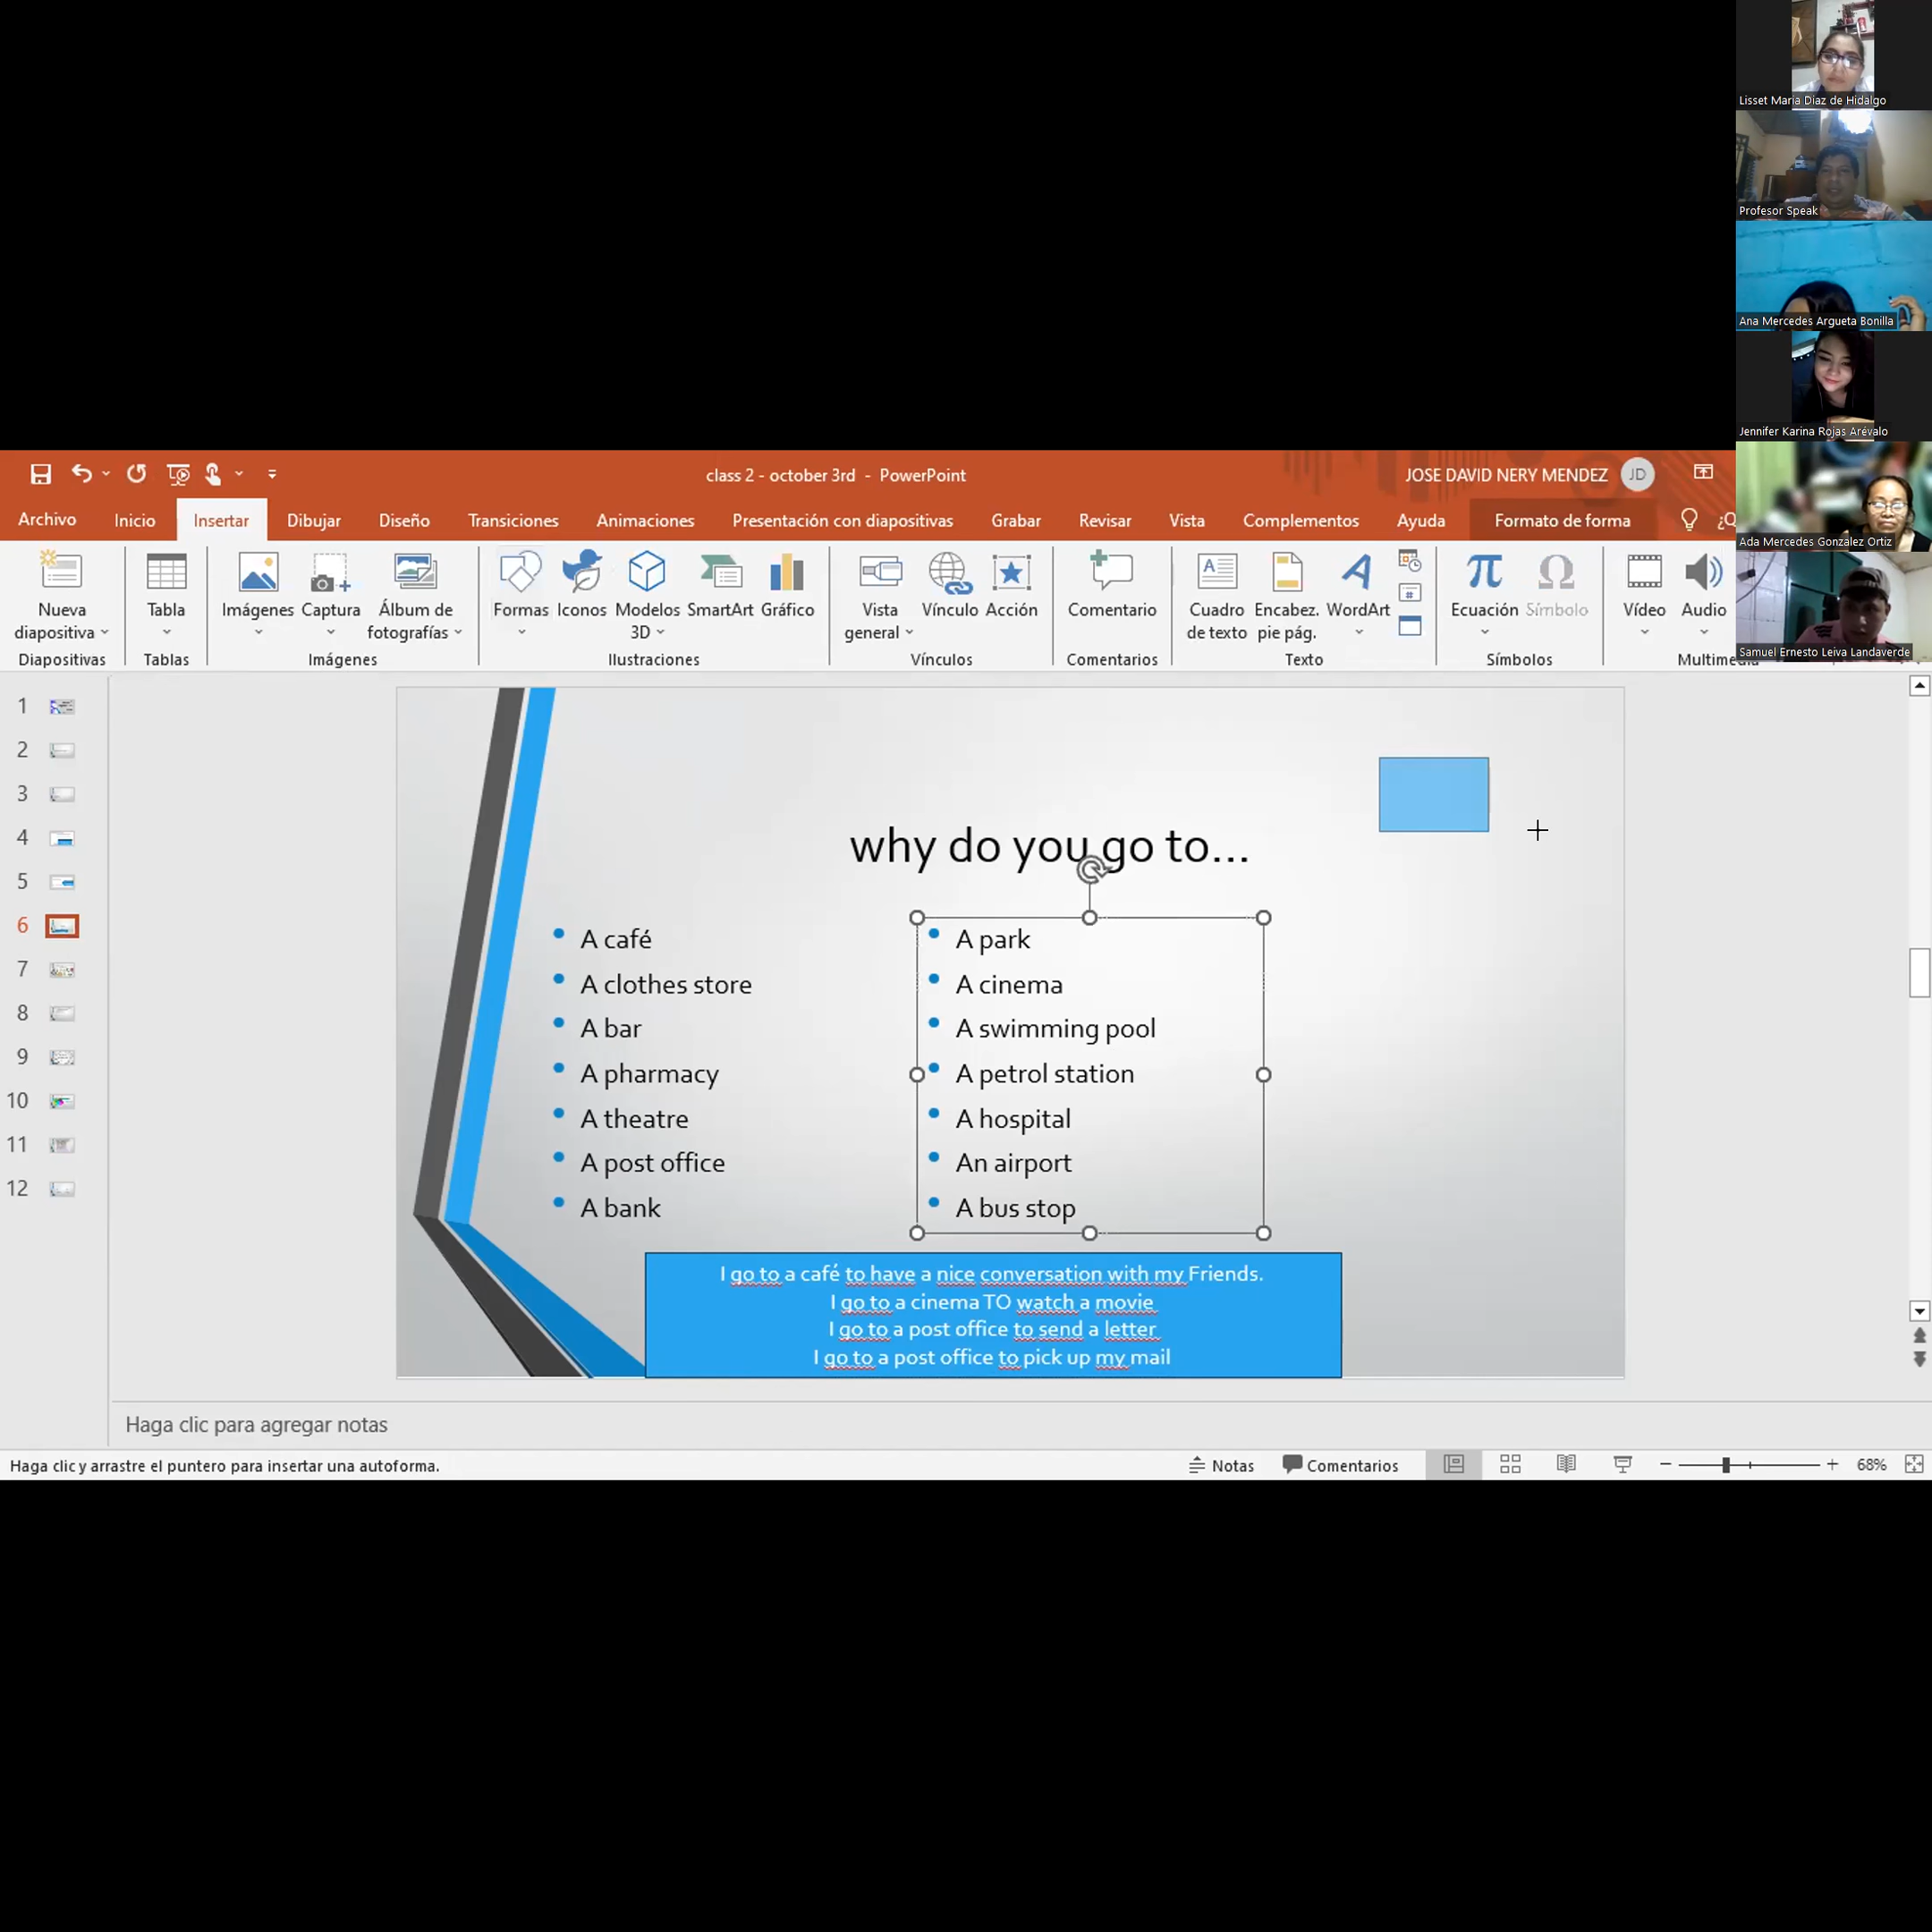 Lisset Maria Diaz de Hidalgo
Profesor Speak
Ana Mercedes Argueta Bonilla
Jennifer Karina Rojas Arévalo
Ada Mercedes Gonzalez Ortiz
Samuel Ernesto Leiva Landaverde
class 2 - october 3rd - PowerPoint
JOSE DAVID NERY MENDEZ
JD
Archivo Inicio Insertar Dibujar Diseño Transiciones Animaciones Presentación con diapositivas Grabar Revisar Vista Complementos Ayuda Formato de forma
Nueva diapositiva
Tabla
Imágenes
Captura
Álbum de fotografías
Formas
Iconos
Modelos 3D
SmartArt
Gráfico
Vista general
Vínculo
Acción
Comentario
Cuadro de texto
Encabez. pie pág.
WordArt
Ecuación
Símbolo
Vídeo
Audio
Diapositivas
Tablas
Imágenes
Ilustraciones
Vínculos
Comentarios
Texto
Símbolos
1
2
3
4
5
6
7
8
9
10
11
12
why do you go to...
A café
A clothes store
A bar
A pharmacy
A theatre
A post office
A bank
A park
A cinema
A swimming pool
A petrol station
A hospital
An airport
A bus stop
I go to a café to have a nice conversation with my Friends.
I go to a cinema TO watch a movie
I go to a post office to send a letter
I go to a post office to pick up my mail
Haga clic para agregar notas
Haga clic y arrastre el puntero para insertar una autoforma.
Notas
Comentarios
68%